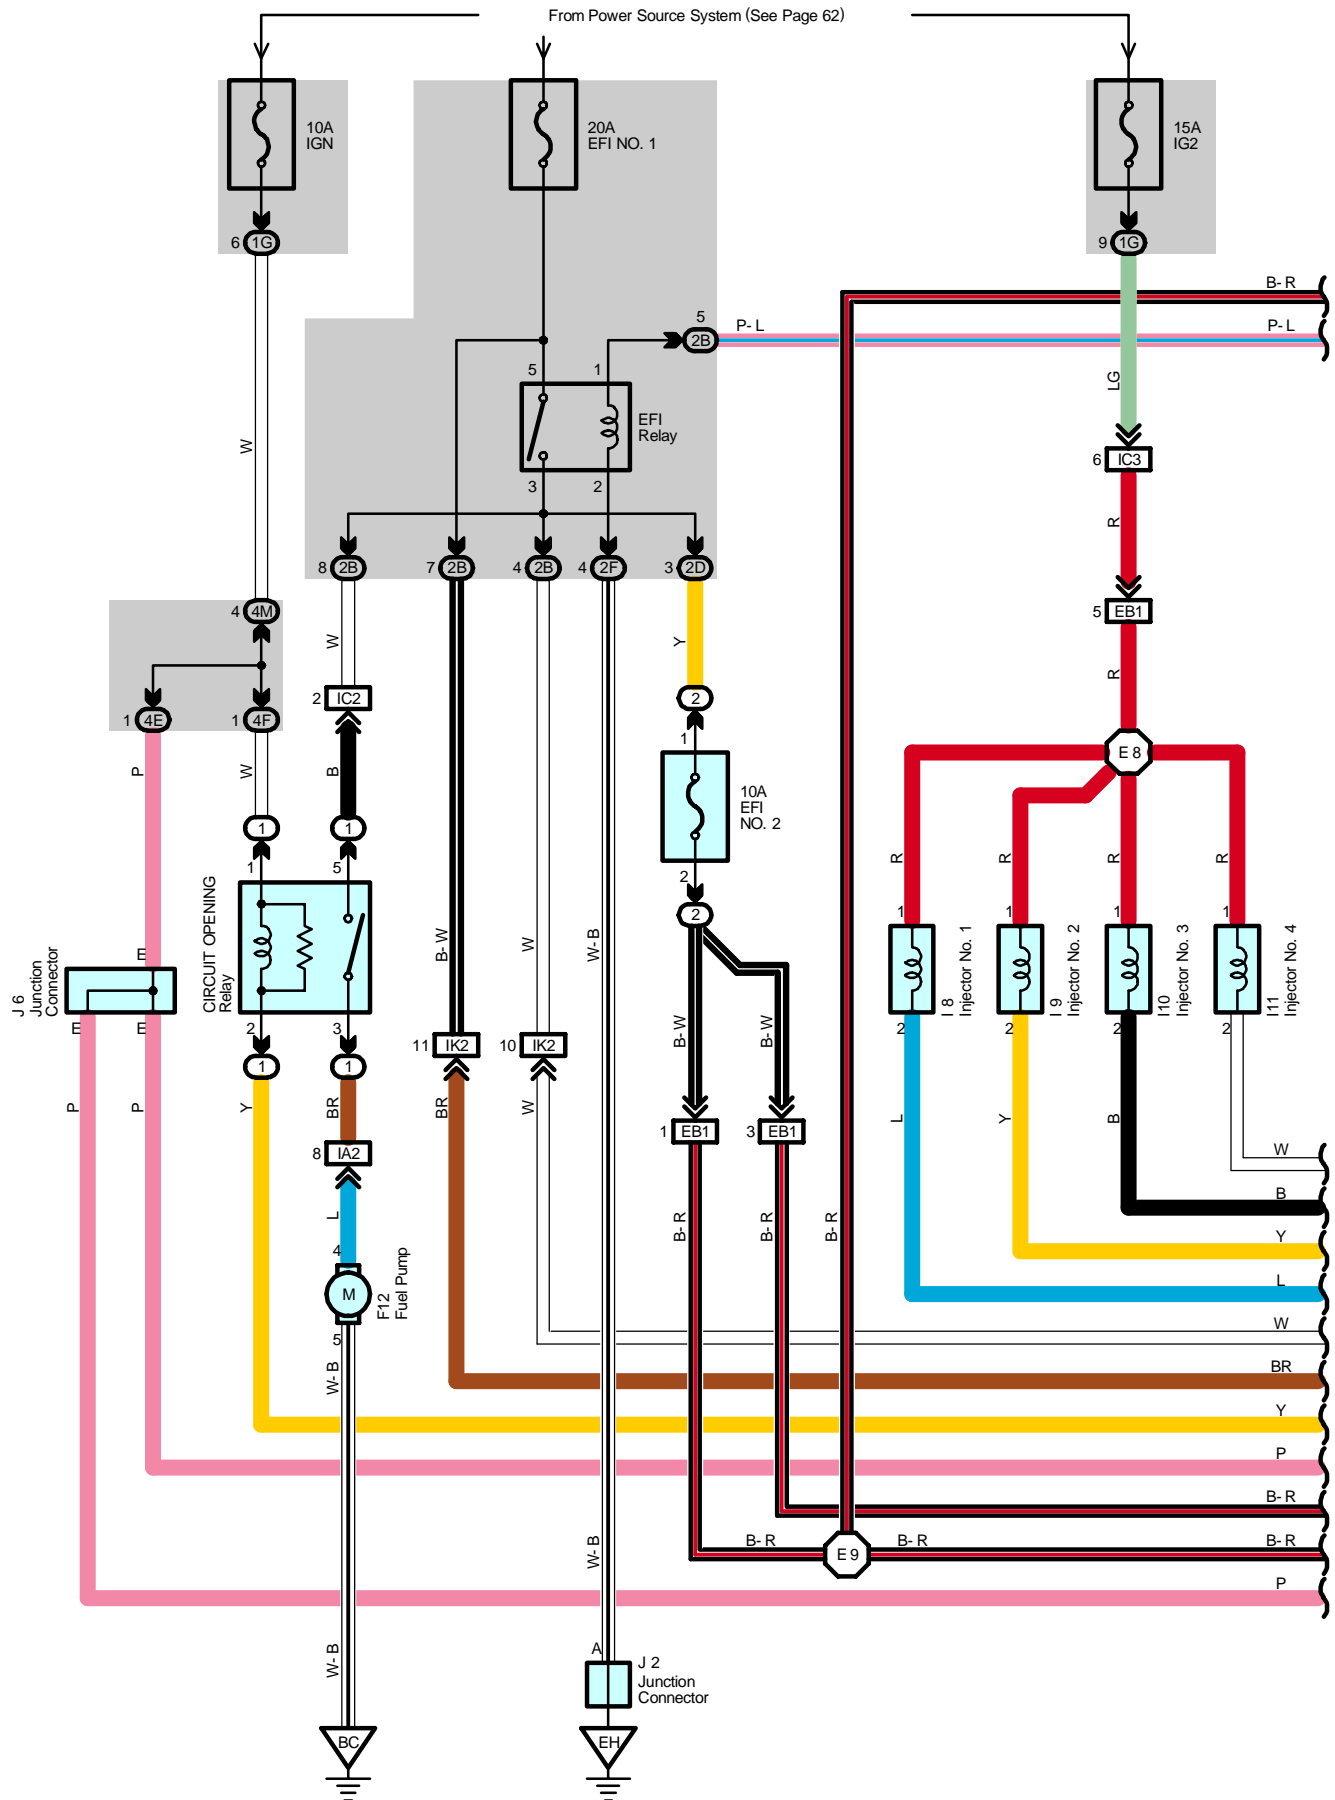 From Power Source System (See Page 62)
10A
IGN
20A
EFI NO. 1
15A
IG2
6 1G
9 1G
B- R
5
2B
P- L
P- L
5
1
EFI
Relay
LG
W
6 IC3
3
2
R
8 2B
7 2B
4 2B
4 2F
3 2D
4 4M
5 EB1
W
Y
R
2 IC2
2
1 4E
1 4F
1
E 8
P
W
B
10A
EFI
NO. 2
1
1
R
R
R
R
1
5
2
CIRCUIT OPENING
Relay
2
1
1
1
1
B- W
W
W- B
I 8
Injector No. 1
I 9
Injector No. 2
I10
Injector No. 3
I11
Injector No. 4
E
J 6
Junction
Connector
E
E
2
3
2
2
2
2
11 IK2
10 IK2
B- W
B- W
1
1
P
P
Y
BR
BR
W
L
Y
B
1 EB1
3 EB1
8 IA2
W
B
L
B- R
B- R
B- R
4
Y
M
F12
Fuel Pump
L
5
W
W- B
BR
Y
P
B- R
W- B
B- R
E 9
B- R
B- R
P
W- B
A
J 2
Junction
Connector
BC
EH